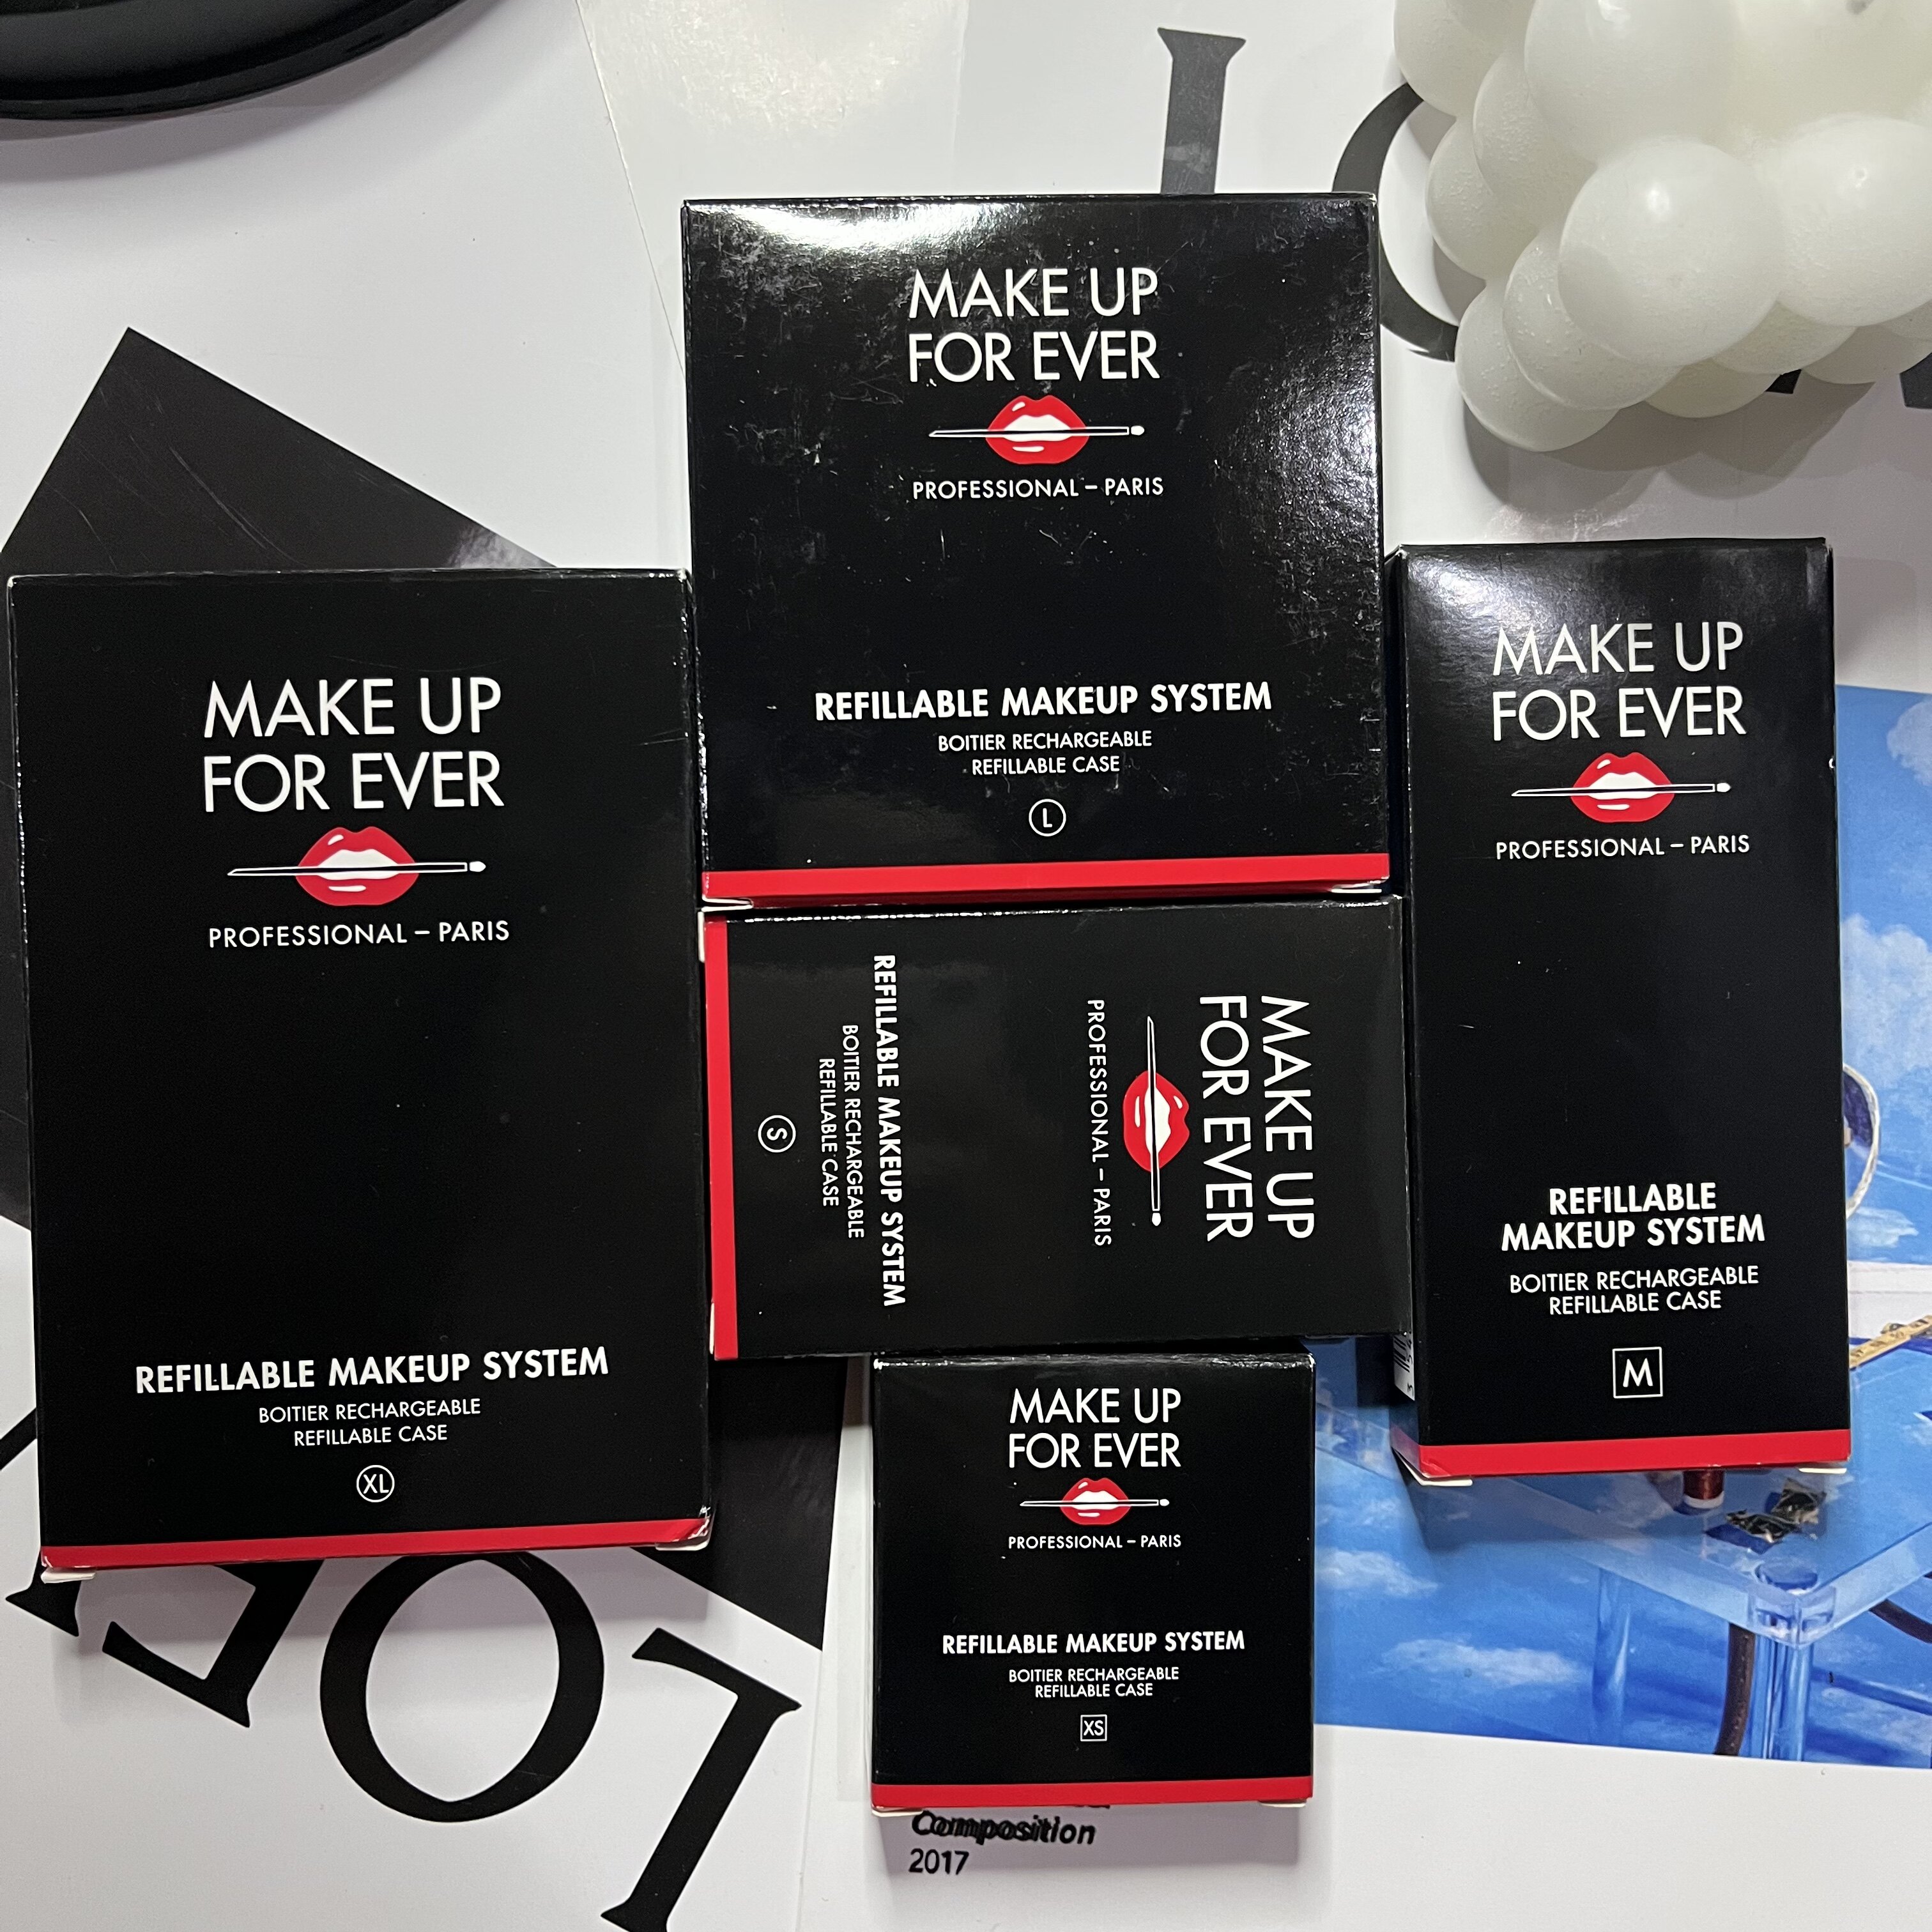 MAKE UP
FOR EVER
PROFESSIONAL – PARIS
REFILLABLE MAKEUP SYSTEM
BOITIER RECHARGEABLE
REFILLABLE CASE
L
MAKE UP
FOR EVER
PROFESSIONAL – PARIS
REFILLABLE MAKEUP SYSTEM
BOITIER RECHARGEABLE
REFILLABLE CASE
XL
MAKE UP
FOR EVER
PROFESSIONAL – PARIS
REFILLABLE
MAKEUP SYSTEM
BOITIER RECHARGEABLE
REFILLABLE CASE
M
MAKE UP
FOR EVER
PROFESSIONAL – PARIS
REFILLABLE MAKEUP SYSTEM
BOITIER RECHARGEABLE
REFILLABLE CASE
S
MAKE UP
FOR EVER
PROFESSIONAL – PARIS
REFILLABLE MAKEUP SYSTEM
BOITIER RECHARGEABLE
REFILLABLE CASE
XS
Composition
2017